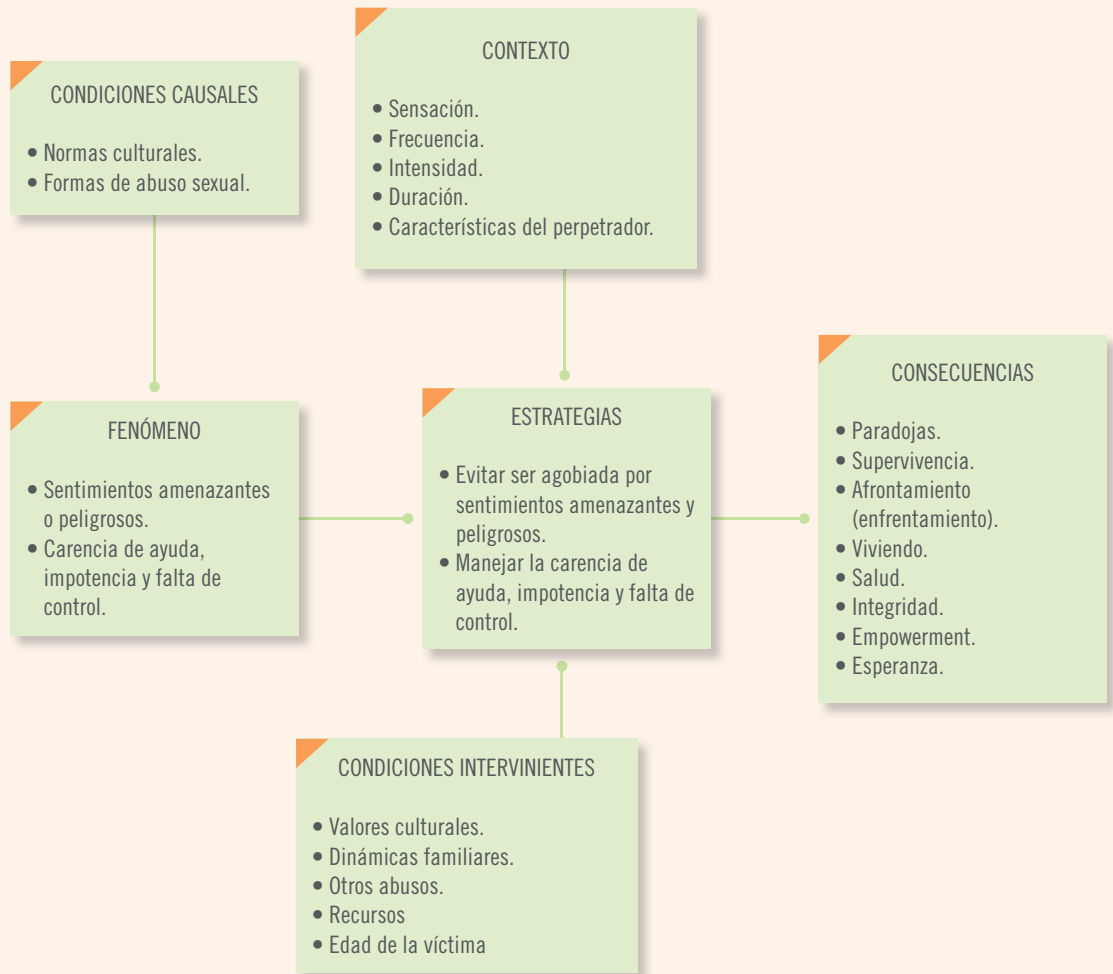 CONTEXTO
• Sensación.
• Frecuencia.
• Intensidad.
• Duración.
• Características del perpetrador.
CONDICIONES CAUSALES
• Normas culturales.
• Formas de abuso sexual.
FENÓMENO
• Sentimientos amenazantes
o peligrosos.
• Carencia de ayuda,
impotencia y falta de
control.
ESTRATEGIAS
• Evitar ser agobiada por
sentimientos amenazantes y
peligrosos.
• Manejar la carencia de
ayuda, impotencia y falta de
control.
CONSECUENCIAS
• Paradojas.
• Supervivencia.
• Afrontamiento
(enfrentamiento).
• Viviendo.
• Salud.
• Integridad.
• Empowerment.
• Esperanza.
CONDICIONES INTERVINIENTES
• Valores culturales.
• Dinámicas familiares.
• Otros abusos.
• Recursos
• Edad de la víctima